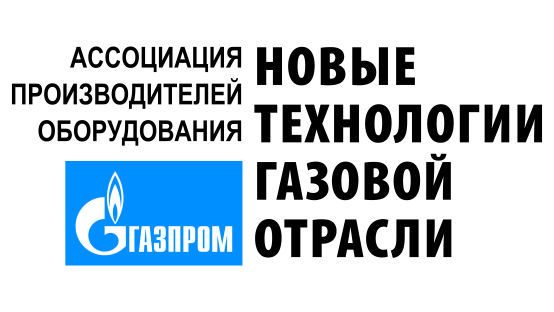 АССОЦИАЦИЯ
ПРОИЗВОДИТЕЛЕЙ
ОБОРУДОВАНИЯ
ГАЗПРОМ
НОВЫЕ
ТЕХНОЛОГИИ
ГАЗОВОЙ
ОТРАСЛИ